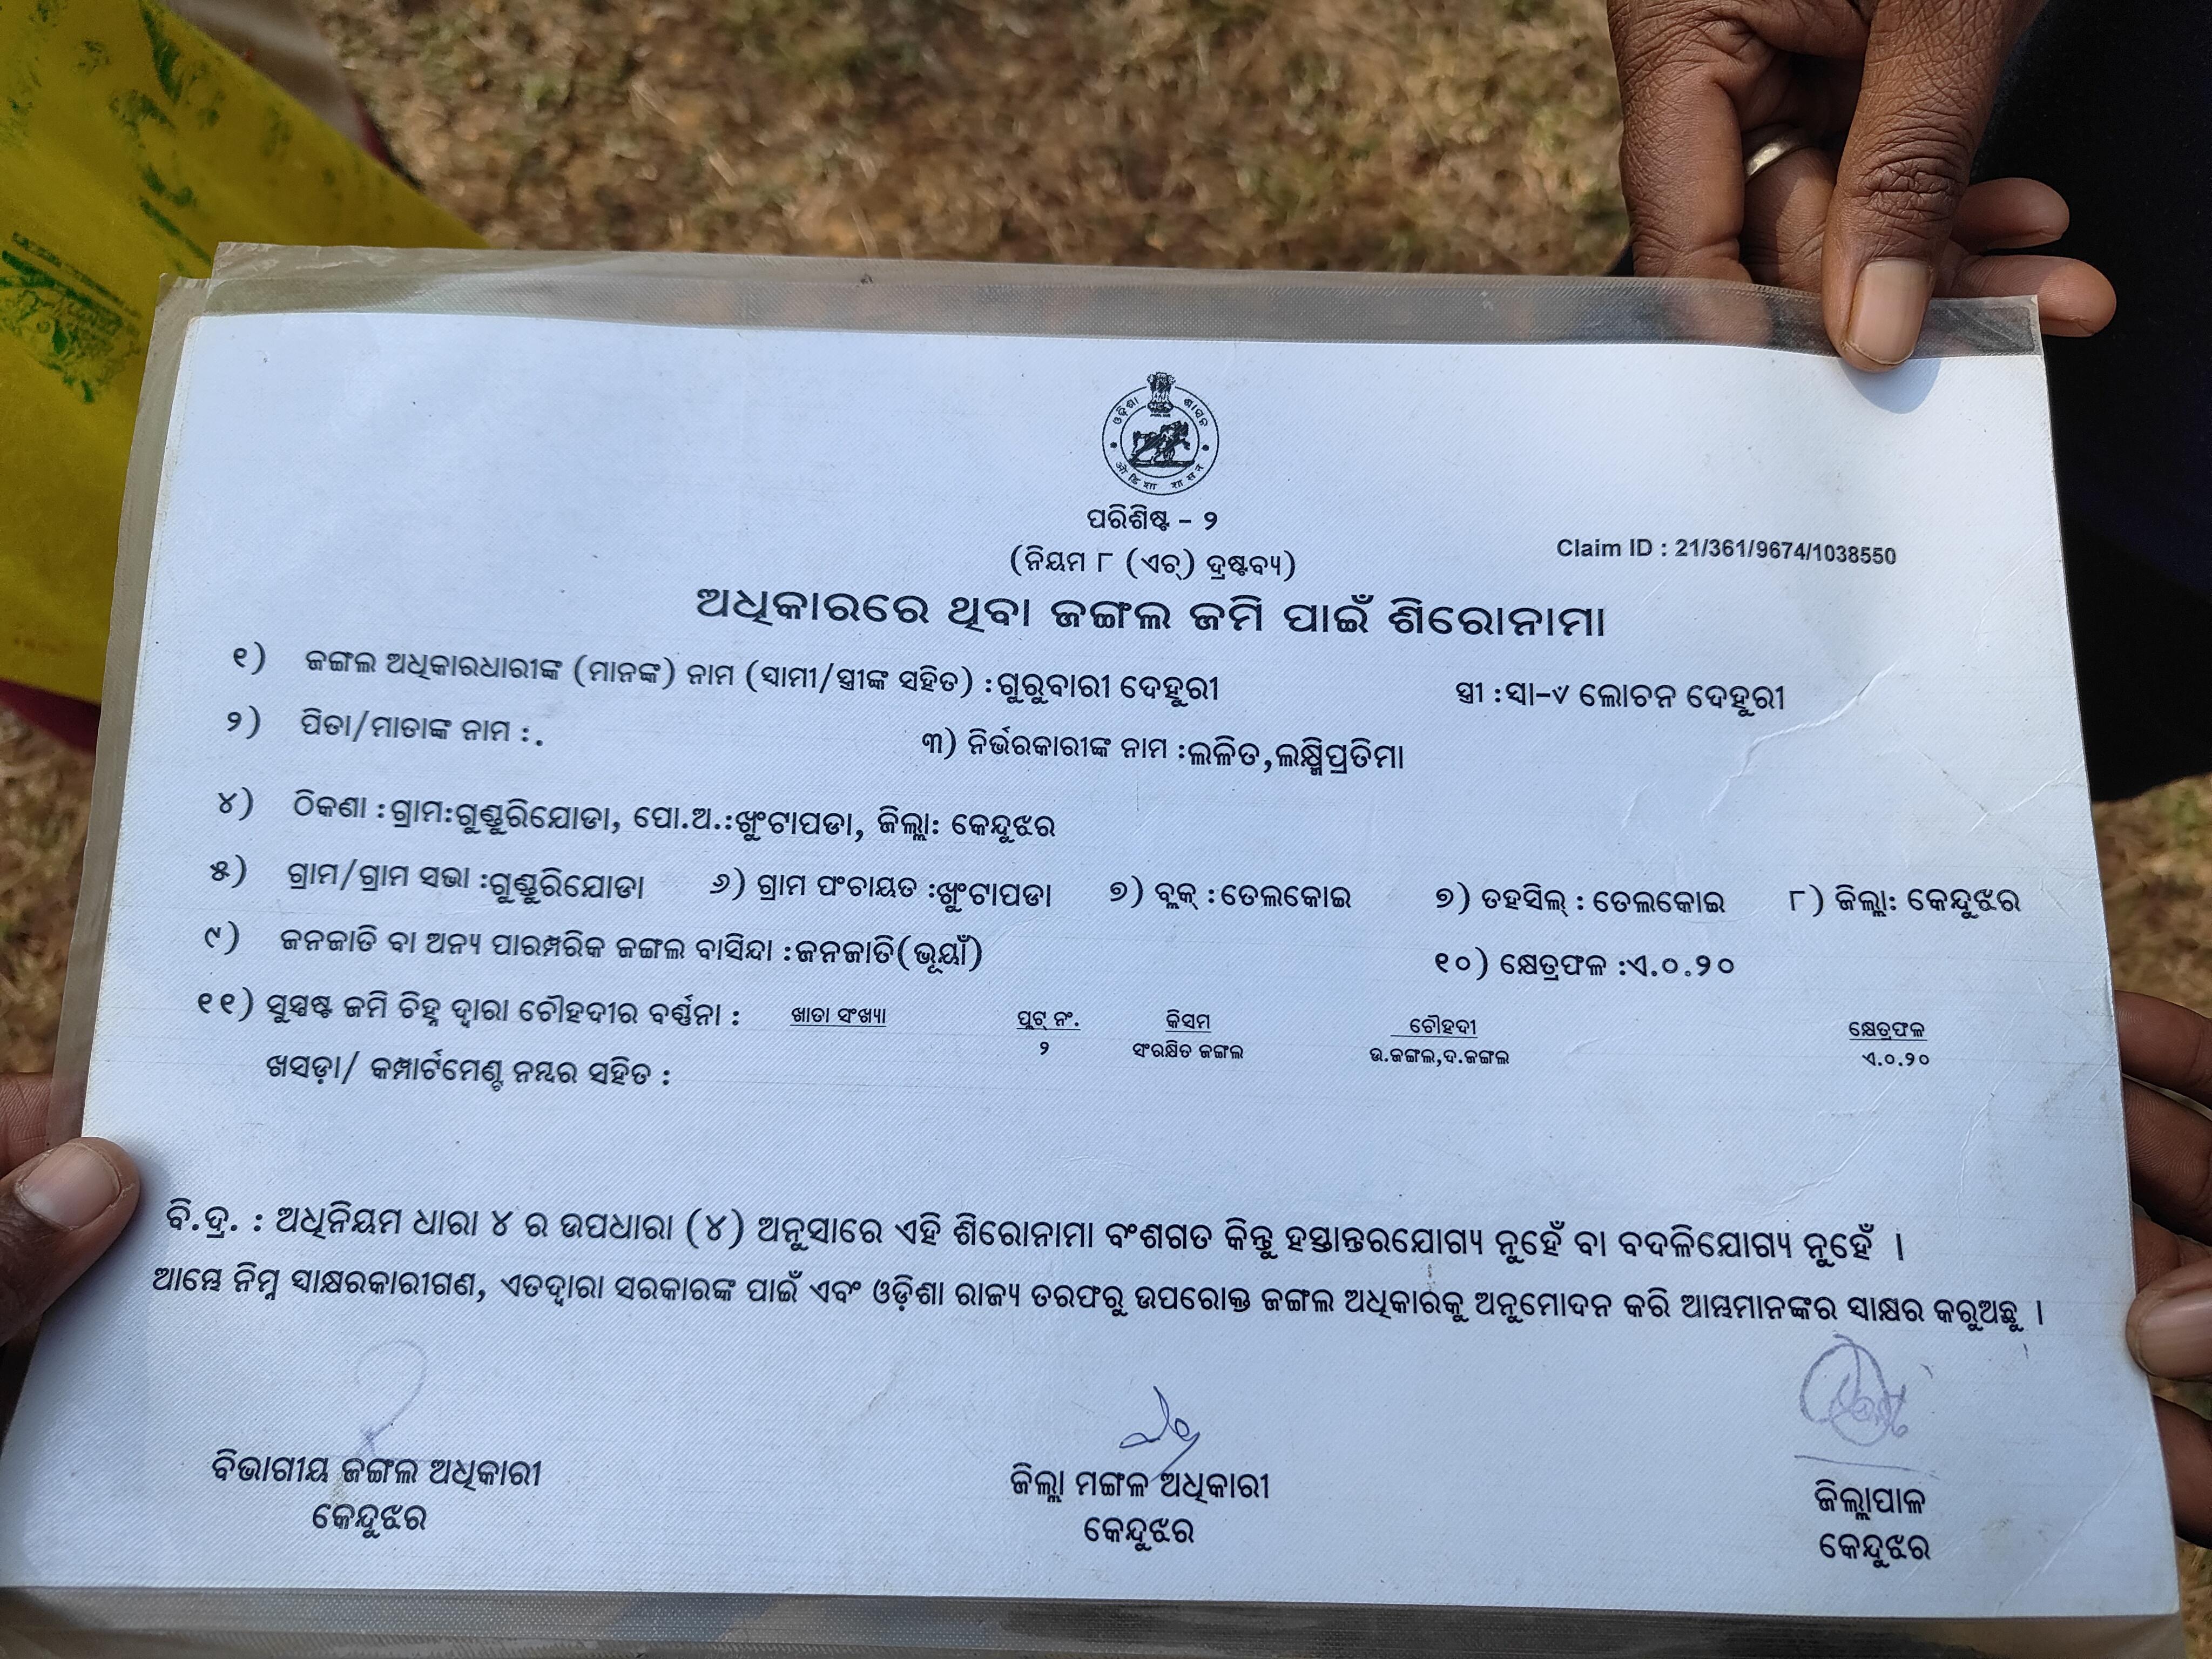 ଓଡ଼ିଶା ଶାସନ
ओडिशा शासन
ପରିଶିଷ୍ଟ - ୨
(ନିୟମ ୮ (ଏଚ୍) ଦ୍ରଷ୍ଟବ୍ୟ)
Claim ID : 21/361/9674/1038550
ଅଧିକାରରେ ଥିବା ଜଙ୍ଗଲ ଜମି ପାଇଁ ଶିରୋନାମା
୧) ଜଙ୍ଗଲ ଅଧିକାରଧାରୀଙ୍କ (ମାନଙ୍କ) ନାମ (ସ୍ୱାମୀ/ସ୍ତ୍ରୀଙ୍କ ସହିତ) :ଗୁରୁବାରୀ ଦେହୁରୀ ସ୍ତ୍ରୀ :ସ୍ୱା-୰ ଲୋଚନ ଦେହୁରୀ
୨) ପିତା/ମାତାଙ୍କ ନାମ :. ୩) ନିର୍ଭରକାରୀଙ୍କ ନାମ :ଲଳିତ,ଲକ୍ଷ୍ମିପ୍ରତିମା
୪) ଠିକଣା :ଗ୍ରାମ:ଗୁଣ୍ଡୁରିଯୋଡା, ପୋ.ଅ.:ଖୁଂଟାପଡା, ଜିଲ୍ଲା: କେନ୍ଦୁଝର
୫) ଗ୍ରାମ/ଗ୍ରାମ ସଭା :ଗୁଣ୍ଡୁରିଯୋଡା ୬) ଗ୍ରାମ ପଂଚାୟତ :ଖୁଂଟାପଡା ୭) ବ୍ଲକ୍ :ତେଲକୋଇ ୭) ତହସିଲ୍ : ତେଲକୋଇ ୮) ଜିଲ୍ଲା: କେନ୍ଦୁଝର
୯) ଜନଜାତି ବା ଅନ୍ୟ ପାରମ୍ପରିକ ଜଙ୍ଗଲ ବାସିନ୍ଦା :ଜନଜାତି(ଭୂୟାଁ) ୧୦) କ୍ଷେତ୍ରଫଳ :ଏ.୦.୨୦
୧୧) ସୁସ୍ପଷ୍ଟ ଜମି ଚିହ୍ନ ଦ୍ୱାରା ଚୌହଦୀର ବର୍ଣ୍ଣନା : ଖାତା ସଂଖ୍ୟା ପ୍ଲଟ୍ ନଂ. କିସମ ଚୌହଦୀ କ୍ଷେତ୍ରଫଳ
୨ ସଂରକ୍ଷିତ ଜଙ୍ଗଲ ଉ.ଜଙ୍ଗଲ,ଦ.ଜଙ୍ଗଲ ଏ.୦.୨୦
ଖସଡ଼ା/ କମ୍ପାର୍ଟମେଣ୍ଟ ନମ୍ବର ସହିତ :
ବି.ଦ୍ର. : ଅଧିନିୟମ ଧାରା ୪ ର ଉପଧାରା (୪) ଅନୁସାରେ ଏହି ଶିରୋନାମା ବଂଶଗତ କିନ୍ତୁ ହସ୍ତାନ୍ତରଯୋଗ୍ୟ ନୁହେଁ ବା ବଦଳିଯୋଗ୍ୟ ନୁହେଁ ।
ଆମ୍ଭେ ନିମ୍ନ ସ୍ୱାକ୍ଷରକାରୀଗଣ, ଏତଦ୍ୱାରା ସରକାରଙ୍କ ପାଇଁ ଏବଂ ଓଡ଼ିଶା ରାଜ୍ୟ ତରଫରୁ ଉପରୋକ୍ତ ଜଙ୍ଗଲ ଅଧିକାରକୁ ଅନୁମୋଦନ କରି ଆମ୍ଭମାନଙ୍କର ସ୍ୱାକ୍ଷର କରୁଅଛୁ ।
ବିଭାଗୀୟ ଜଙ୍ଗଲ ଅଧିକାରୀ ଜିଲ୍ଲା ମଙ୍ଗଳ ଅଧିକାରୀ ଜିଲ୍ଲାପାଳ
କେନ୍ଦୁଝର କେନ୍ଦୁଝର କେନ୍ଦୁଝର